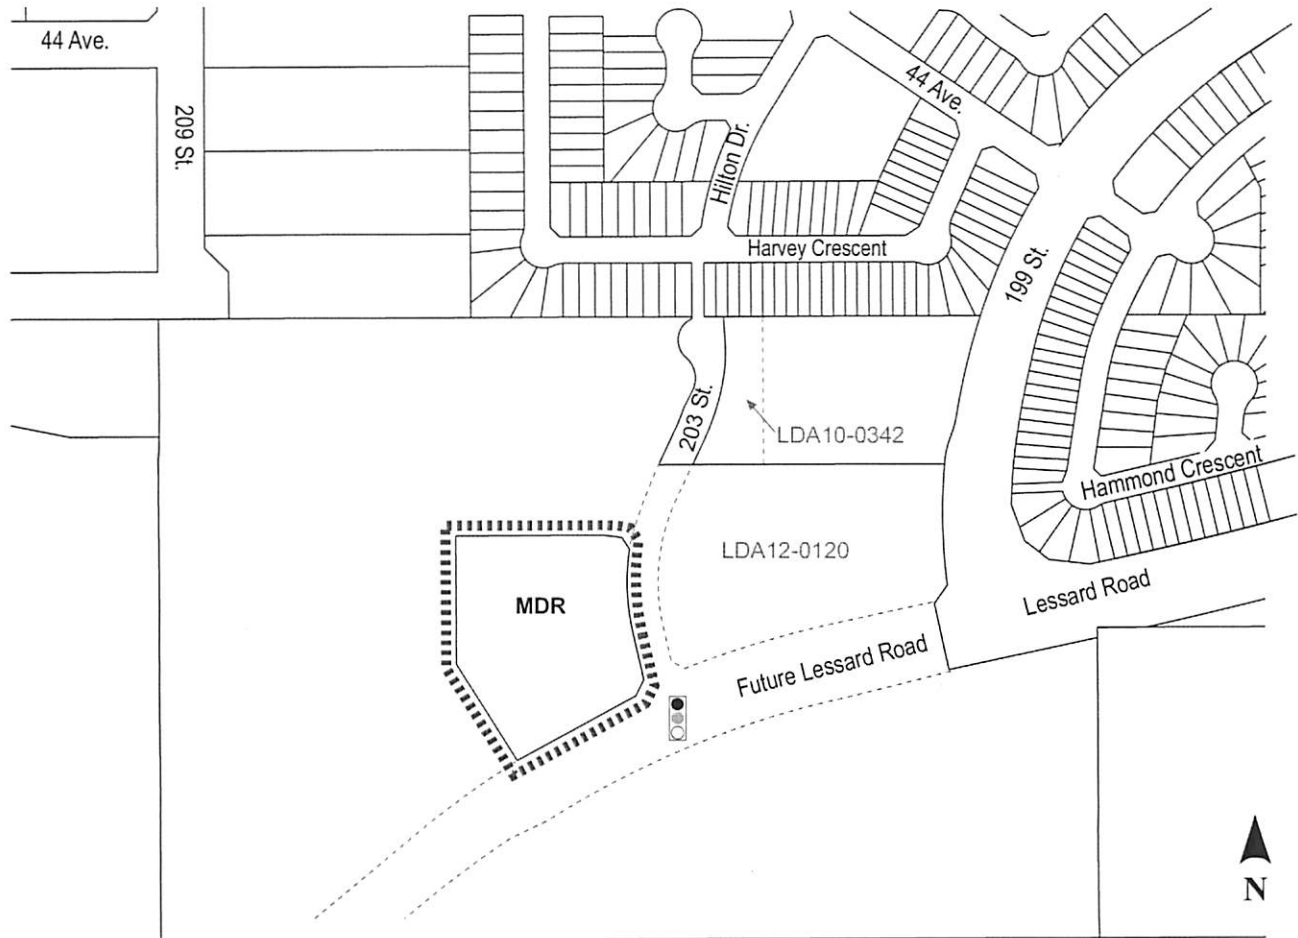 44 Ave.
209 St.
44 Ave.
Hilton Dr.
Harvey Crescent
199 St.
203 St.
LDA10-0342
Hammond Crescent
LDA12-0120
MDR
Lessard Road
Future Lessard Road
N